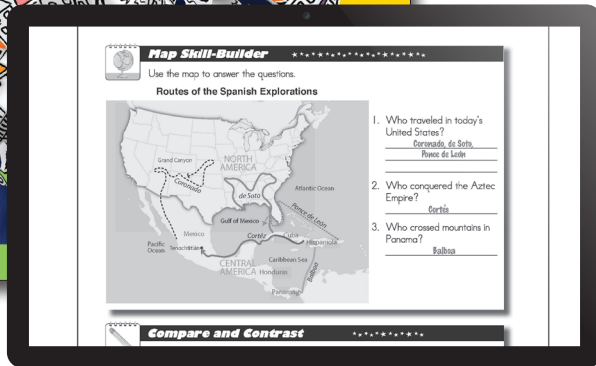 Map Skill-Builder
Use the map to answer the questions.
Routes of the Spanish Explorations
Grand Canyon
NORTH
AMERICA
Coronado
de Soto
Atlantic Ocean
Ponce de León
Gulf of Mexico
Mexico
Cortéz
Cuba
Hispaniola
Pacific
Ocean
Tenochtitlán
CENTRAL
AMERICA
Honduras
Caribbean Sea
Balboa
Panama
1. Who traveled in today's
United States?
Coronado, de Soto,
Ponce de León
2. Who conquered the Aztec
Empire?
Cortés
3. Who crossed mountains in
Panama?
Balboa
Compare and Contrast